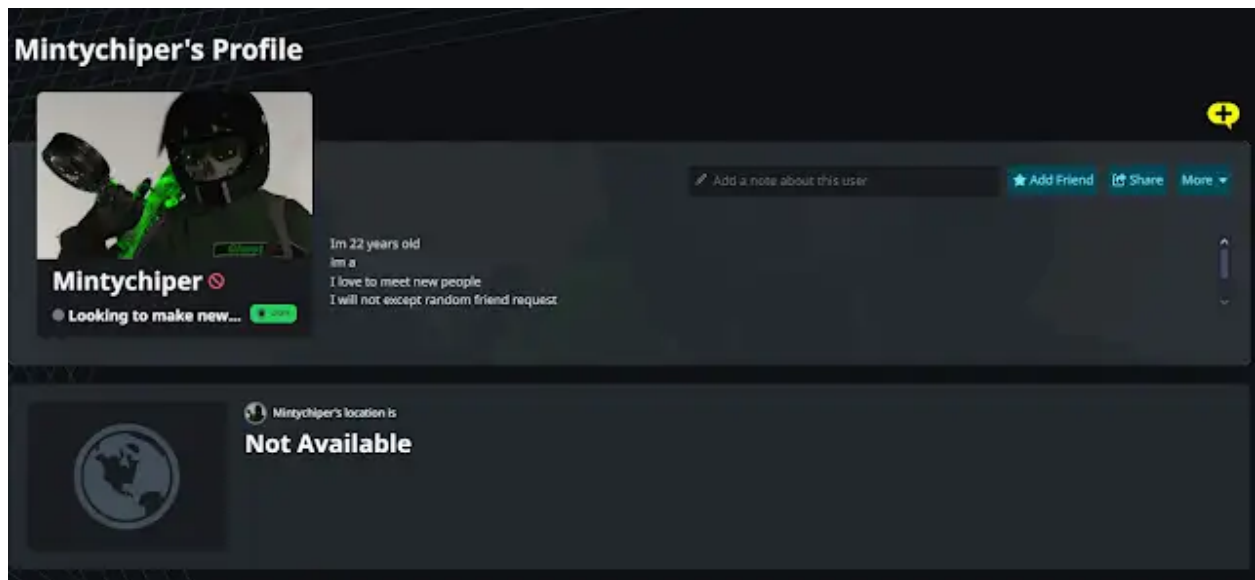 Mintychiper's Profile
Add a note about this user
Add Friend
Share
More
Im 22 years old
Im a
I love to meet new people
I will not except random friend request
Mintychiper
Looking to make new...
Mintychiper's location is
Not Available